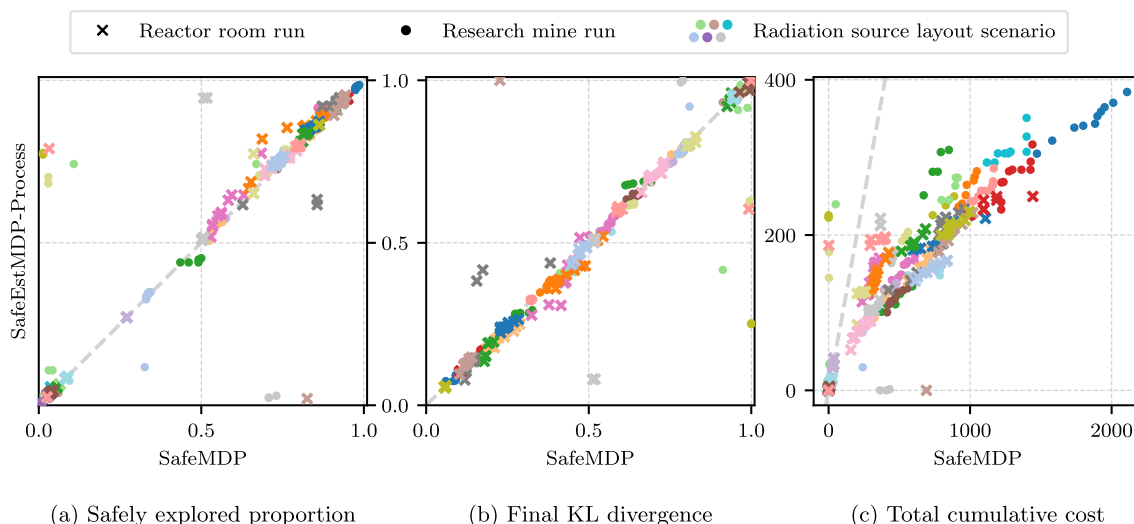 Reactor room run
Research mine run
Radiation source layout scenario
SafeEstMDP-Process
0.0
0.5
1.0
SafeMDP
0.0
0.5
1.0
0.0
0.5
1.0
SafeMDP
0
200
400
0
1000
2000
SafeMDP
(a) Safely explored proportion
(b) Final KL divergence
(c) Total cumulative cost